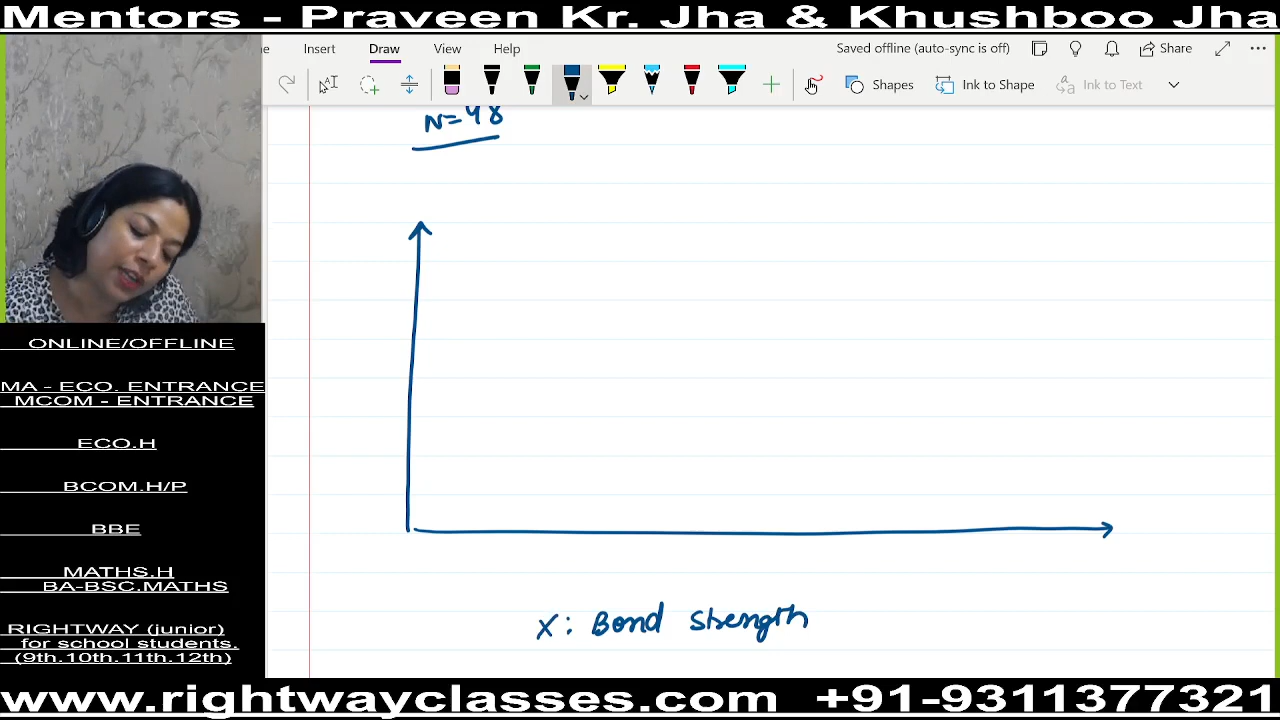 Mentors - Praveen Kr. Jha & Khushboo Jha
Insert Draw View Help Saved offline (auto-sync is off) Share
Shapes Ink to Shape Ink to Text
N=48
X: Bond Strength
ONLINE/OFFLINE
MA - ECO. ENTRANCE
MCOM - ENTRANCE
ECO.H
BCOM.H/P
BBE
MATHS.H
BA-BSC.MATHS
RIGHTWAY (junior)
for school students.
(9th.10th.11th.12th)
www.rightwayclasses.com +91-9311377321